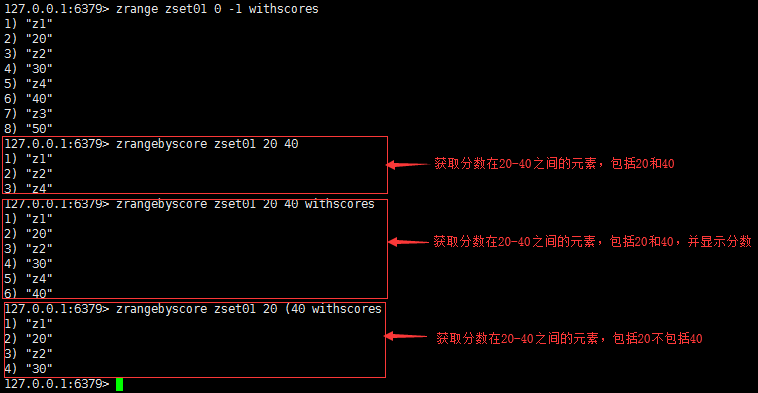 127.0.0.1:6379> zrange zset01 0 -1 withscores
1) "z1"
2) "20"
3) "z2"
4) "30"
5) "z4"
6) "40"
7) "z3"
8) "50"
127.0.0.1:6379> zrangebyscore zset01 20 40
1) "z1"
2) "z2"
3) "z4"
获取分数在20-40之间的元素，包括20和40
127.0.0.1:6379> zrangebyscore zset01 20 40 withscores
1) "z1"
2) "20"
3) "z2"
4) "30"
5) "z4"
6) "40"
获取分数在20-40之间的元素，包括20和40，并显示分数
127.0.0.1:6379> zrangebyscore zset01 20 (40 withscores
1) "z1"
2) "20"
3) "z2"
4) "30"
获取分数在20-40之间的元素，包括20不包括40
127.0.0.1:6379>